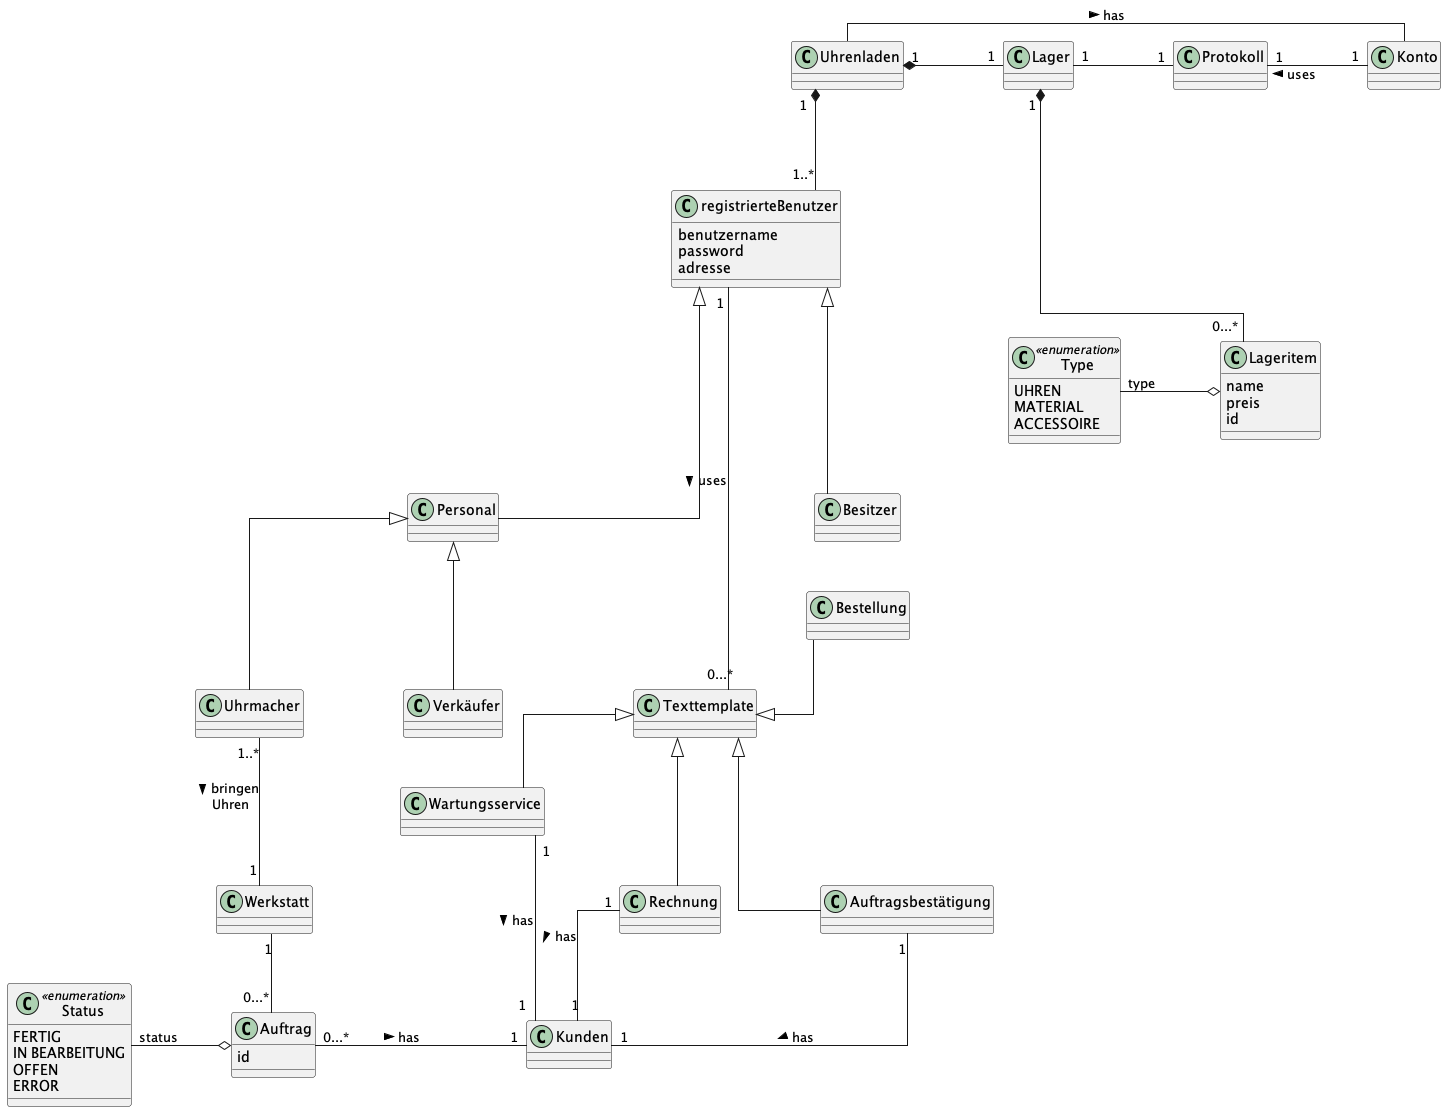 has
C Uhrenladen
1
1
C Lager
1
1
C Protokoll
1
1
uses
C Konto
1
1
1..*
C registrierteBenutzer
benutzername
password
adresse
1
0...*
C «enumeration»
Type
UHREN
MATERIAL
ACCESSOIRE
type
C Lageritem
name
preis
id
uses
C Personal
C Besitzer
C Bestellung
0...*
C Uhrmacher
C Verkäufer
C Texttemplate
1..*
bringen
Uhren
C Wartungsservice
1
1
C Werkstatt
1
C Rechnung
C Auftragsbestätigung
has
has
1
1
0...*
C «enumeration»
Status
FERTIG
IN BEARBEITUNG
OFFEN
ERROR
status
C Auftrag
id
0...*
has
1
1
1
C Kunden
1
has